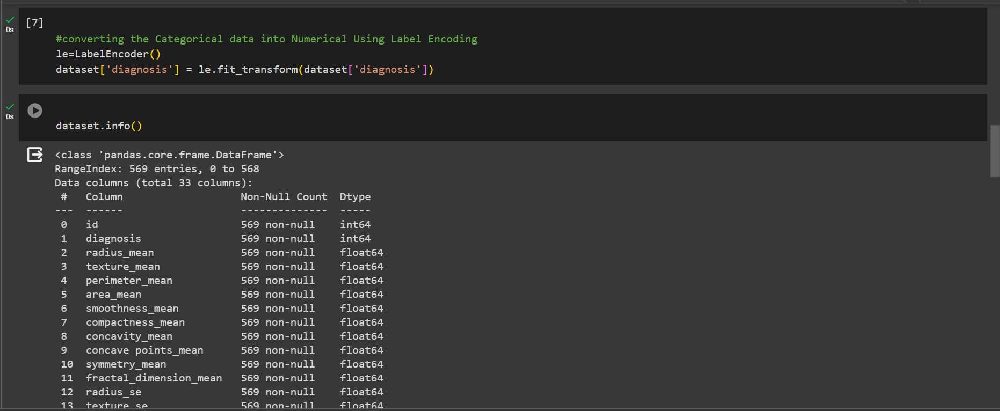 [7]
0s
#converting the Categorical data into Numerical Using Label Encoding
le=LabelEncoder()
dataset['diagnosis'] = le.fit_transform(dataset['diagnosis'])
0s
dataset.info()
<class 'pandas.core.frame.DataFrame'>
RangeIndex: 569 entries, 0 to 568
Data columns (total 33 columns):
 #   Column                   Non-Null Count  Dtype
---  ------                   --------------  -----
 0   id                       569 non-null    int64
 1   diagnosis                569 non-null    int64
 2   radius_mean              569 non-null    float64
 3   texture_mean             569 non-null    float64
 4   perimeter_mean           569 non-null    float64
 5   area_mean                569 non-null    float64
 6   smoothness_mean          569 non-null    float64
 7   compactness_mean         569 non-null    float64
 8   concavity_mean           569 non-null    float64
 9   concave points_mean      569 non-null    float64
 10  symmetry_mean            569 non-null    float64
 11  fractal_dimension_mean   569 non-null    float64
 12  radius_se                569 non-null    float64
 13  texture_se               569 non-null    float64